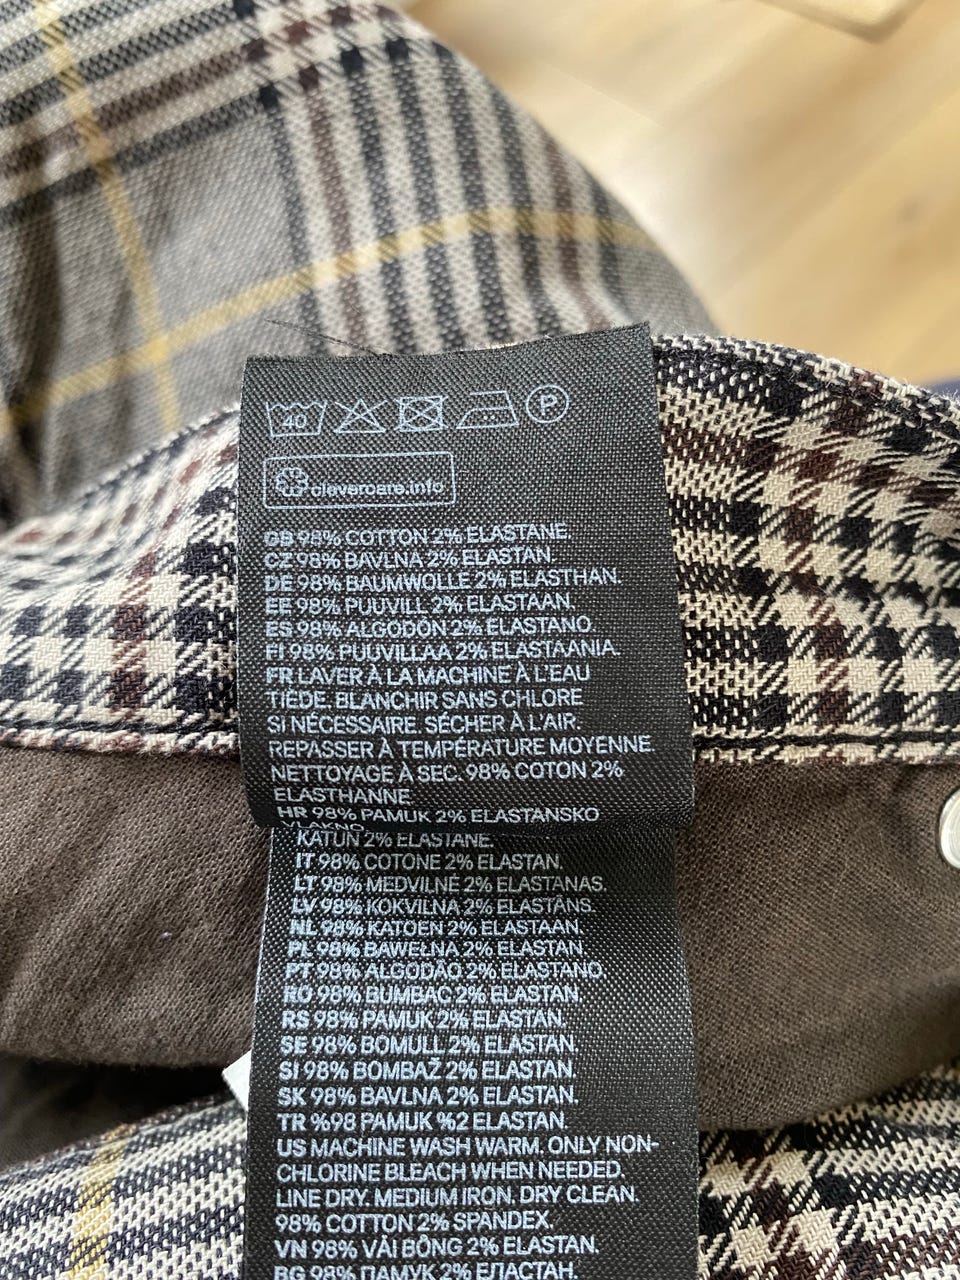 40 P
clevercare.info
GB 98% COTTON 2% ELASTANE.
CZ 98% BAVLNA 2% ELASTAN
DE 98% BAUMWOLLE 2% ELASTHAN.
EE 98% PUUVILL 2% ELASTAAN.
ES 98% ALGODÓN 2% ELASTANO.
FI 98% PUUVILLAA 2% ELASTAANIA.
FR LAVER À LA MACHINE À L'EAU
TIÈDE. BLANCHIR SANS CHLORE
SI NÉCESSAIRE. SÉCHER À L'AIR.
REPASSER À TEMPÉRATURE MOYENNE
NETTOYAGE À SEC. 98% COTON 2%
ELASTHANNE
HR 98% PAMUK 2% ELASTANSKO
VLAKNO
KATUN 2% ELASTANE.
IT 98% COTONE 2% ELASTAN.
LT 98% MEDVILNĖ 2% ELASTANAS.
LV 98% KOKVILNA 2% ELASTĀNS.
NL 98% KATOEN 2% ELASTAAN.
PL 98% BAWEŁNA 2% ELASTAN
PT 98% ALGODÃO 2% ELASTANO.
RO 98% BUMBAC 2% ELASTAN.
RS 98% PAMUK 2% ELASTAN.
SE 98% BOMULL 2% ELASTAN.
SI 98% BOMBAŽ 2% ELASTAN.
SK 98% BAVLNA 2% ELASTAN.
TR %98 PAMUK %2 ELASTAN.
US MACHINE WASH WARM. ONLY NON-
CHLORINE BLEACH WHEN NEEDED.
LINE DRY. MEDIUM IRON. DRY CLEAN.
98% COTTON 2% SPANDEX.
VN 98% VẢI BÔNG 2% ELASTAN.
BG 98% ПАМУК 2% ЕЛАСТАН.